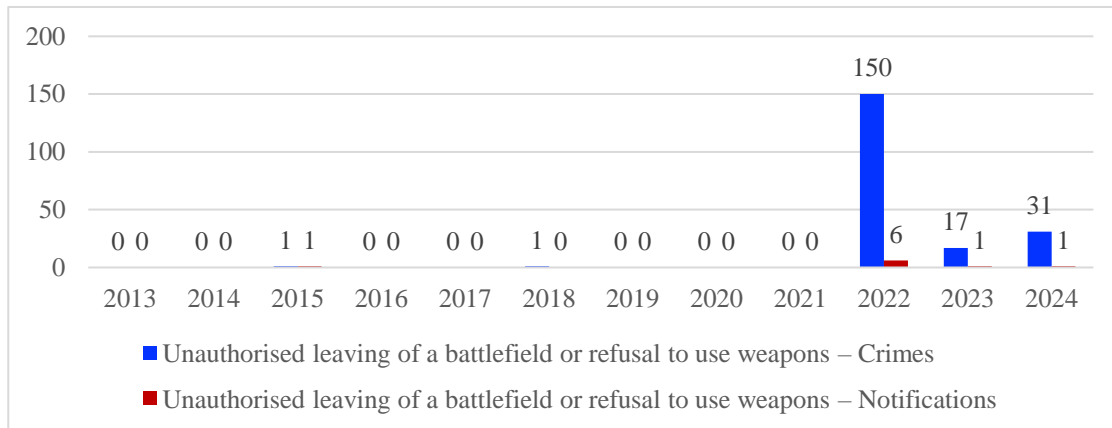 200
150
150
100
50
31
17
6
0 0 0 0 1 1 0 0 0 0 1 0 0 0 0 0 0 0 1 1
0
2013 2014 2015 2016 2017 2018 2019 2020 2021 2022 2023 2024
Unauthorised leaving of a battlefield or refusal to use weapons – Crimes
Unauthorised leaving of a battlefield or refusal to use weapons – Notifications